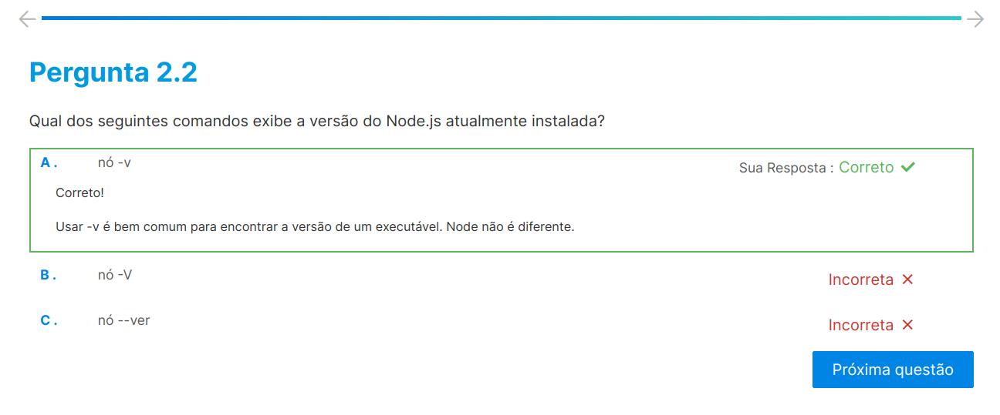 Pergunta 2.2
Qual dos seguintes comandos exibe a versão do Node.js atualmente instalada?
A. nó -v
Sua Resposta : Correto
Correto!
Usar -v é bem comum para encontrar a versão de um executável. Node não é diferente.
B. nó -V
Incorreta
C. nó --ver
Incorreta
Próxima questão